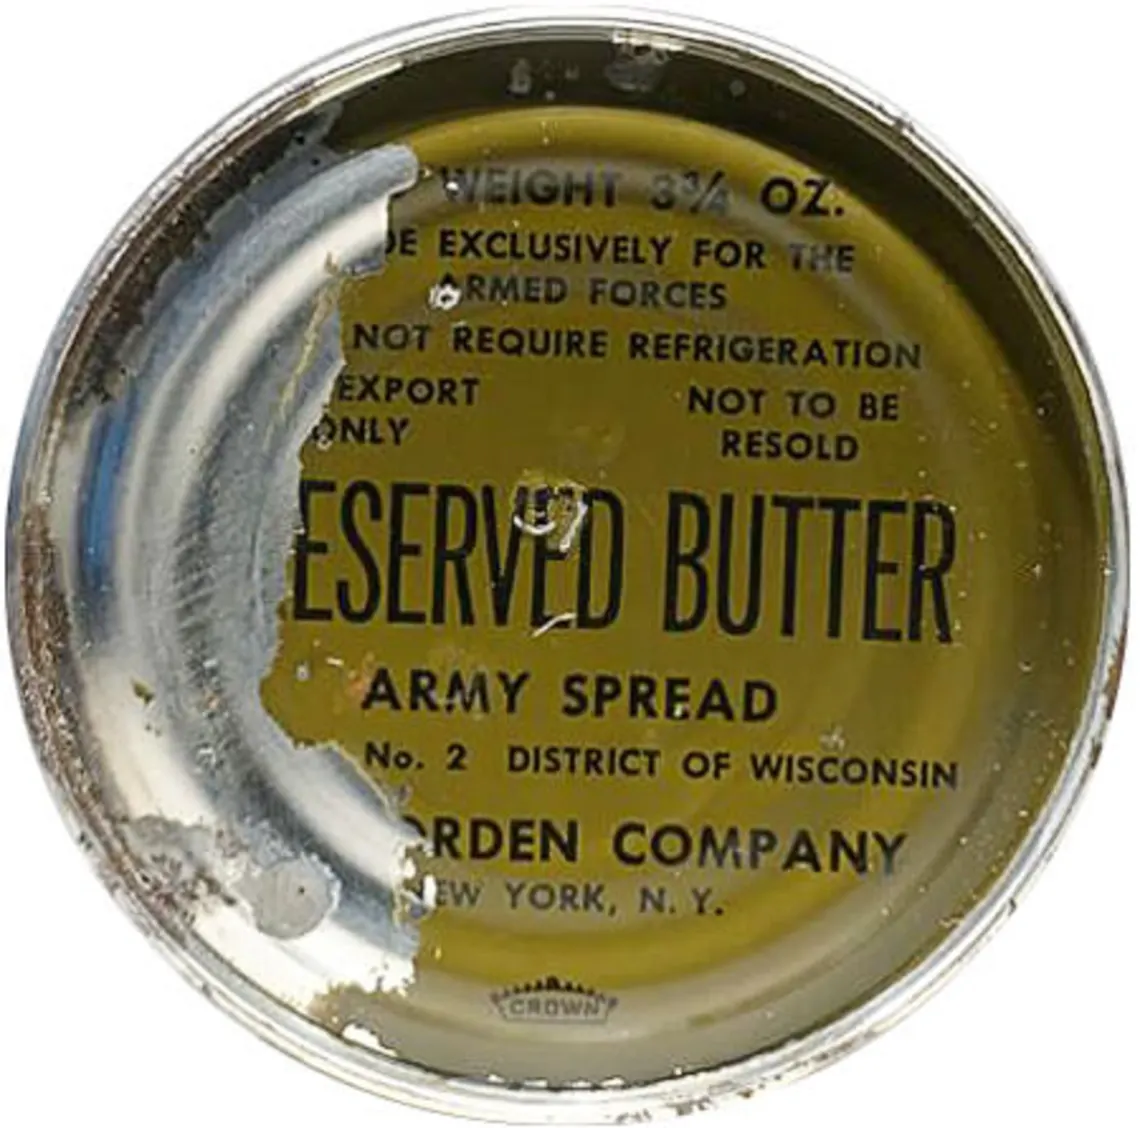 WEIGHT 3¾ OZ.
DE EXCLUSIVELY FOR THE
ARMED FORCES
NOT REQUIRE REFRIGERATION
EXPORT NOT TO BE
ONLY RESOLD
ESERVED BUTTER
ARMY SPREAD
No. 2 DISTRICT OF WISCONSIN
ORDEN COMPANY
EW YORK, N. Y.
CROWN